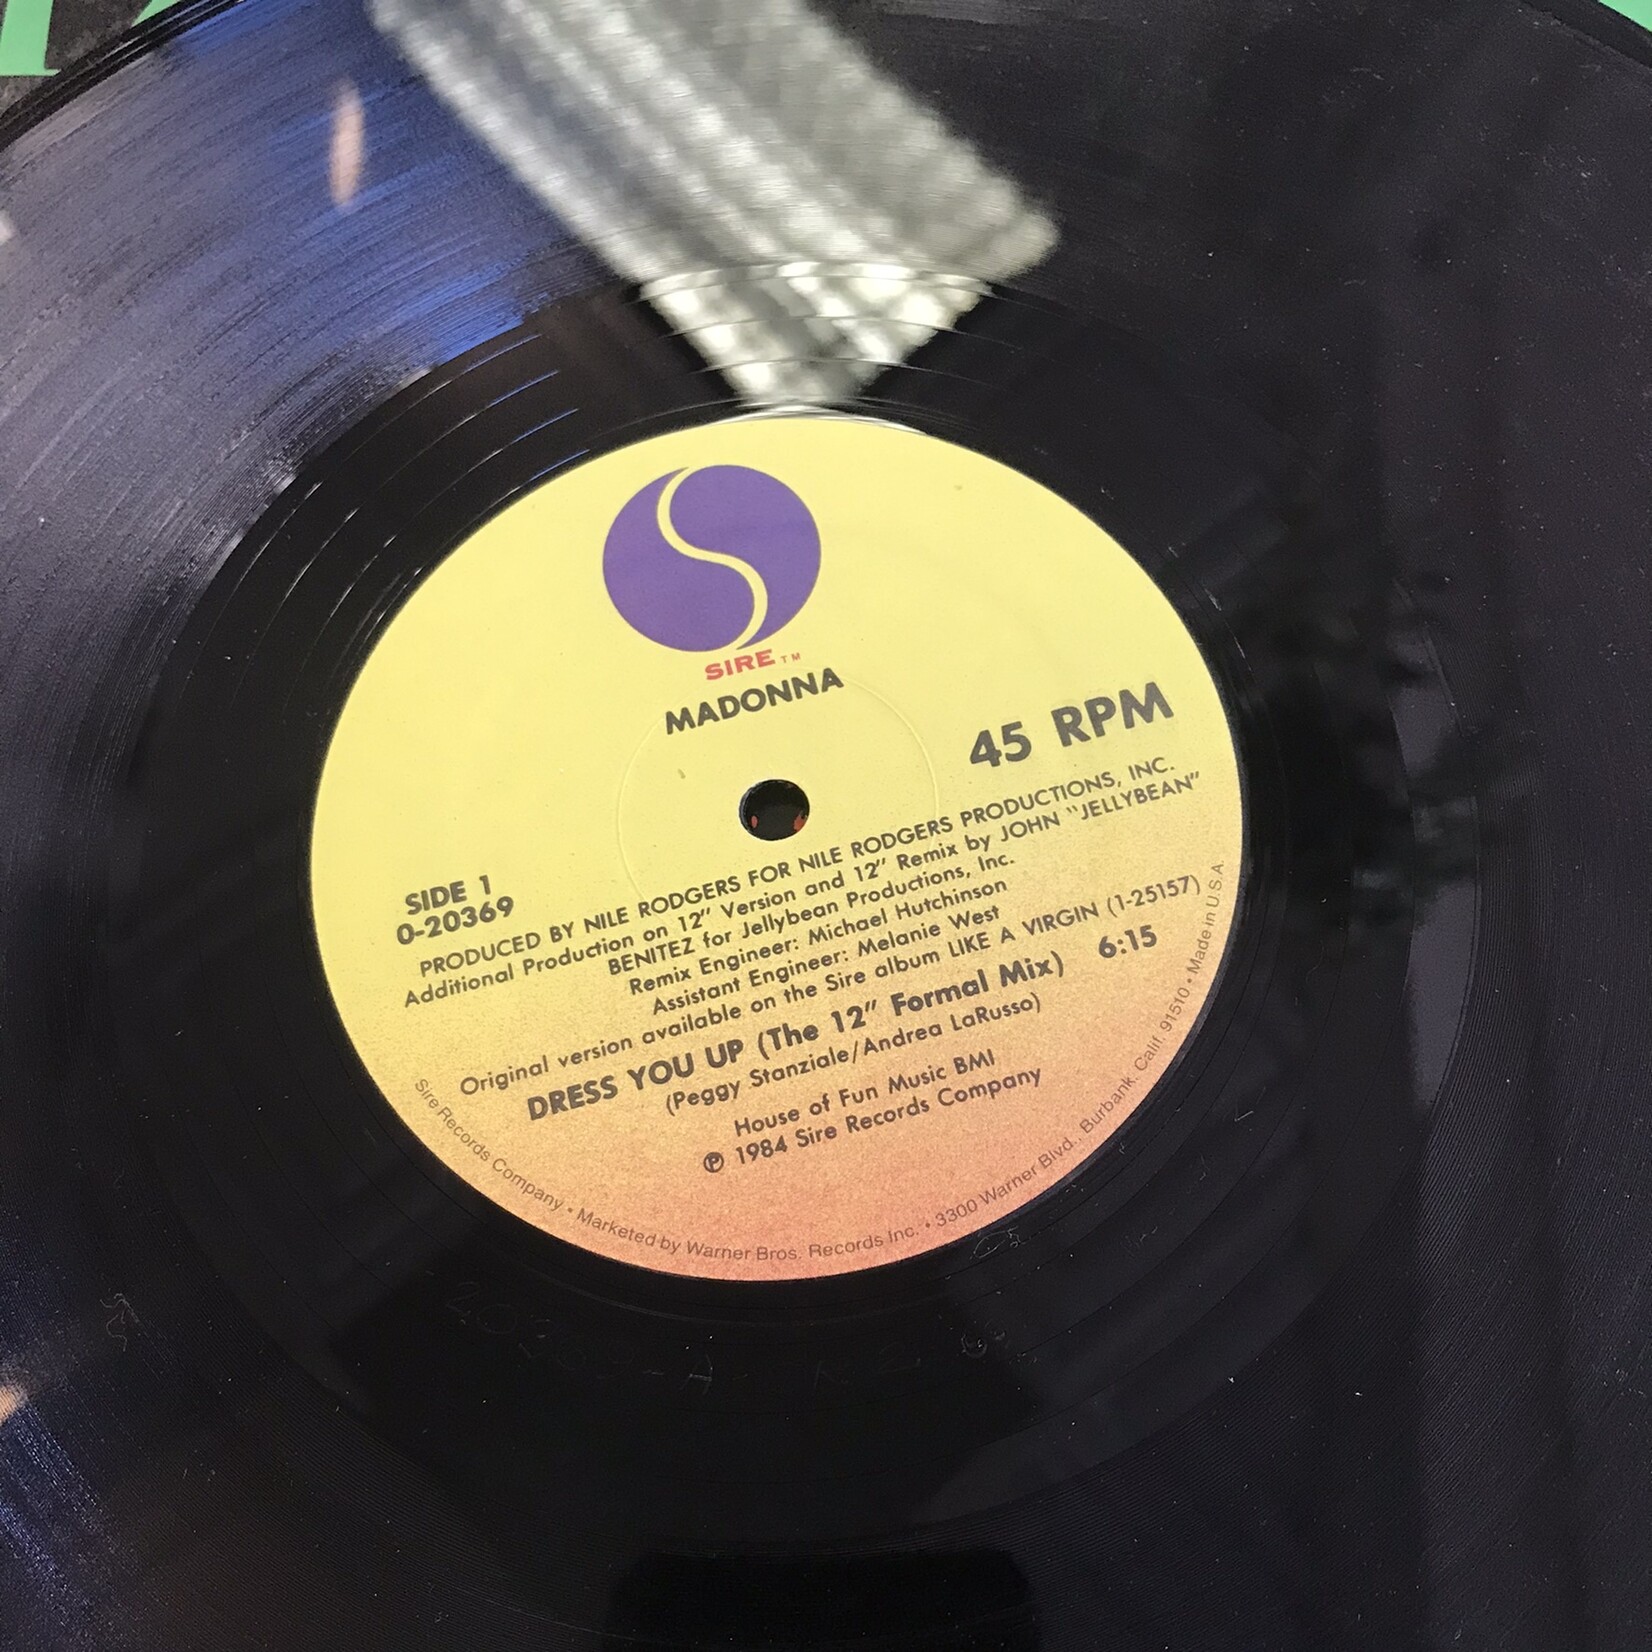 SIRE™
MADONNA
45 RPM
SIDE 1
0-20369
PRODUCED BY NILE RODGERS FOR NILE RODGERS PRODUCTIONS, INC.
Additional Production on 12" Version and 12" Remix by JOHN "JELLYBEAN"
BENITEZ for Jellybean Productions, Inc.
Remix Engineer: Michael Hutchinson
Assistant Engineer: Melanie West
Original version available on the Sire album LIKE A VIRGIN (1-25157)
DRESS YOU UP (The 12" Formal Mix) 6:15
(Peggy Stanziale/Andrea LaRusso)
House of Fun Music BMI
℗ 1984 Sire Records Company
Sire Records Company • Marketed by Warner Bros. Records Inc. • 3300 Warner Blvd., Burbank, Calif. 91510 • Made in U.S.A.